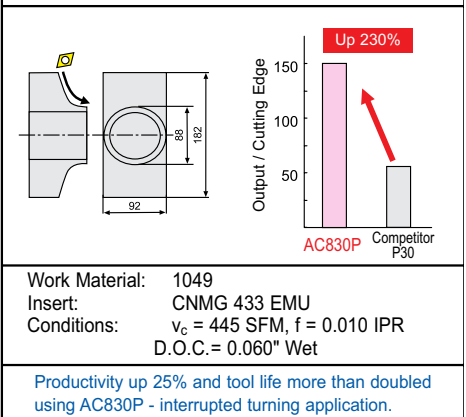 Up 230%
Output / Cutting Edge
150
100
50
88
182
92
AC830P
Competitor
P30
Work Material: 1049
Insert: CNMG 433 EMU
Conditions: vc = 445 SFM, f = 0.010 IPR
D.O.C.= 0.060" Wet
Productivity up 25% and tool life more than doubled
using AC830P - interrupted turning application.